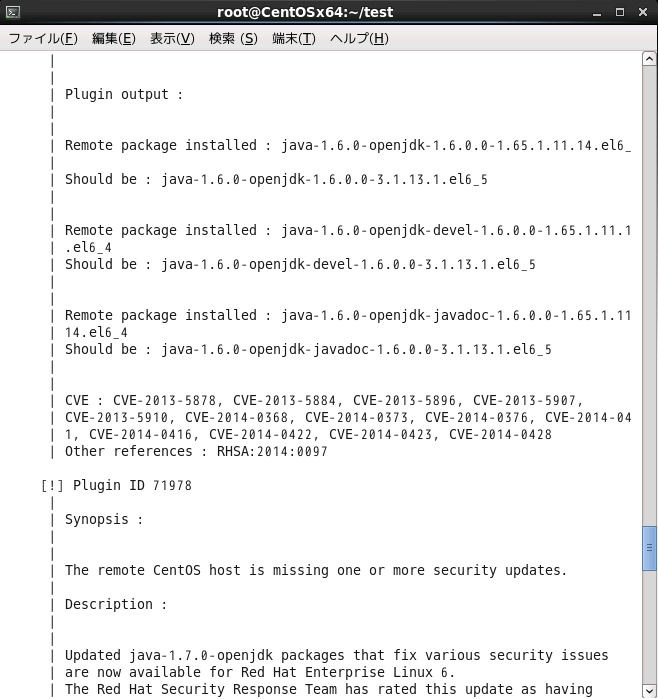 root@CentOSx64:~/test
ファイル(F) 編集(E) 表示(V) 検索 (S) 端末(T) ヘルプ(H)
|
|
| Plugin output :
|
|
| Remote package installed : java-1.6.0-openjdk-1.6.0.0-1.65.1.11.14.el6_
|
| Should be : java-1.6.0-openjdk-1.6.0.0-3.1.13.1.el6_5
|
|
| Remote package installed : java-1.6.0-openjdk-devel-1.6.0.0-1.65.1.11.1
| .el6_4
| Should be : java-1.6.0-openjdk-devel-1.6.0.0-3.1.13.1.el6_5
|
|
| Remote package installed : java-1.6.0-openjdk-javadoc-1.6.0.0-1.65.1.11
| 14.el6_4
| Should be : java-1.6.0-openjdk-javadoc-1.6.0.0-3.1.13.1.el6_5
|
|
| CVE : CVE-2013-5878, CVE-2013-5884, CVE-2013-5896, CVE-2013-5907,
| CVE-2013-5910, CVE-2014-0368, CVE-2014-0373, CVE-2014-0376, CVE-2014-04
| 1, CVE-2014-0416, CVE-2014-0422, CVE-2014-0423, CVE-2014-0428
| Other references : RHSA:2014:0097
[!] Plugin ID 71978
|
| Synopsis :
|
|
| The remote CentOS host is missing one or more security updates.
|
| Description :
|
|
| Updated java-1.7.0-openjdk packages that fix various security issues
| are now available for Red Hat Enterprise Linux 6.
| The Red Hat Security Response Team has rated this update as having